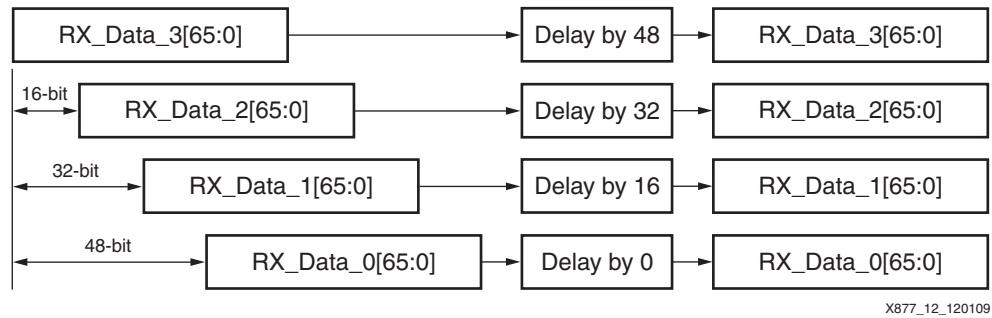 RX_Data_3[65:0] Delay by 48 RX_Data_3[65:0]
16-bit RX_Data_2[65:0] Delay by 32 RX_Data_2[65:0]
32-bit RX_Data_1[65:0] Delay by 16 RX_Data_1[65:0]
48-bit RX_Data_0[65:0] Delay by 0 RX_Data_0[65:0]
X877_12_120109